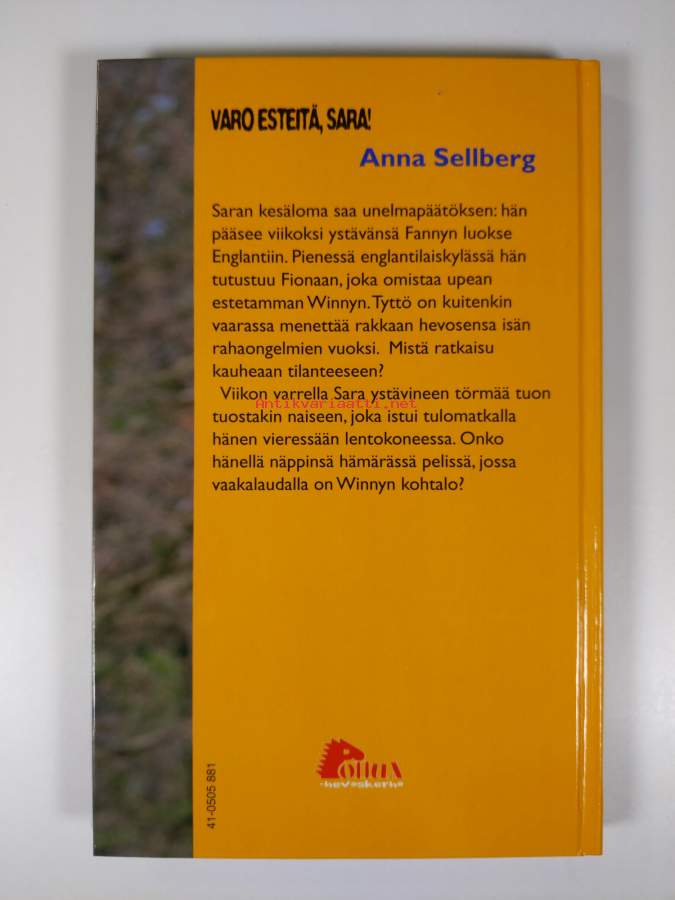 VARO ESTEITÄ, SARA!
Anna Sellberg
Saran kesäloma saa unelmapäätöksen: hän
pääsee viikoksi ystävänsä Fannyn luokse
Englantiin. Pienessä englantilaiskylässä hän
tutustuu Fionaan, joka omistaa upean
estetamman Winnyn. Tyttö on kuitenkin
vaarassa menettää rakkaan hevosensa isän
rahaongelmien vuoksi. Mistä ratkaisu
kauheaan tilanteeseen?
Viikon varrella Sara ystävineen törmää tuon
Antikvariaatti.net
tuostakin naiseen, joka istui tulomatkalla
hänen vieressään lentokoneessa. Onko
hänellä näppinsä hämärässä pelissä, jossa
vaakalaudalla on Winnyn kohtalo?
Pollux
-hevoskerho
41-0505 881